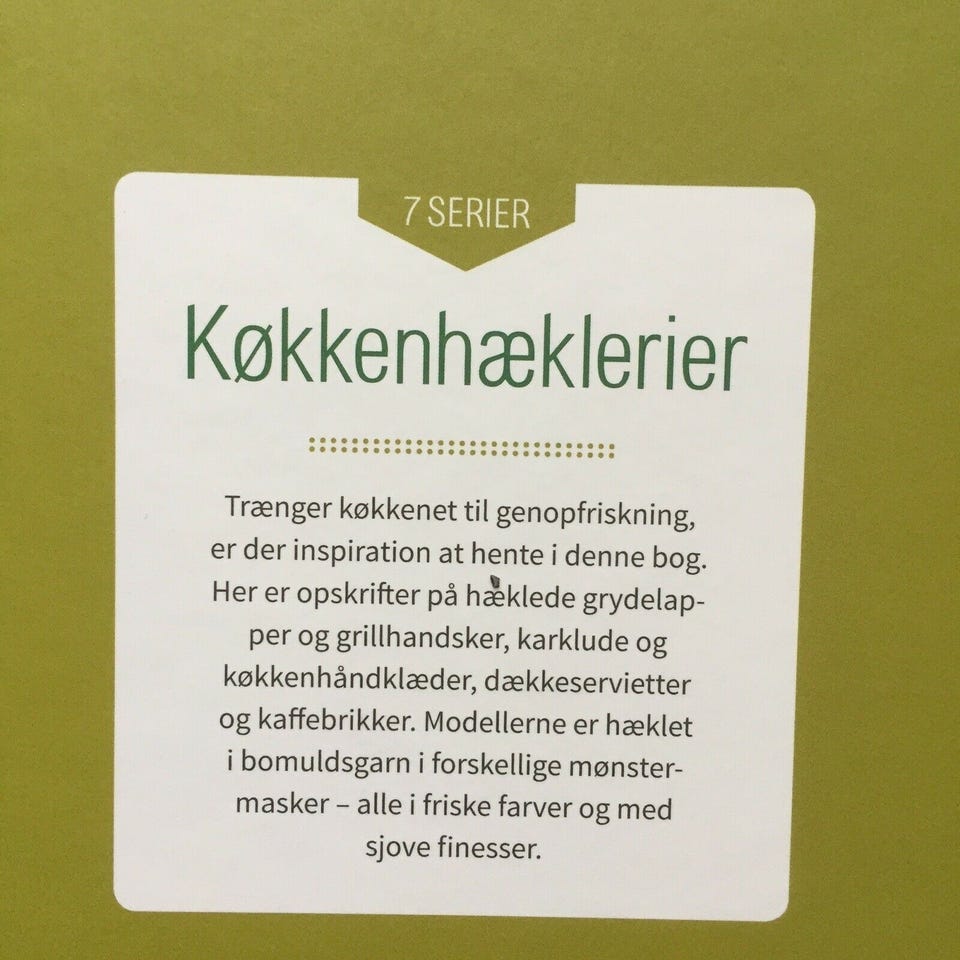 7 SERIER
Køkkenhæklerier
Trænger køkkenet til genopfriskning,
er der inspiration at hente i denne bog.
Her er opskrifter på hæklede grydelap-
per og grillhandsker, karklude og
køkkenhåndklæder, dækkeservietter
og kaffebrikker. Modellerne er hæklet
i bomuldsgarn i forskellige mønster-
masker – alle i friske farver og med
sjove finesser.